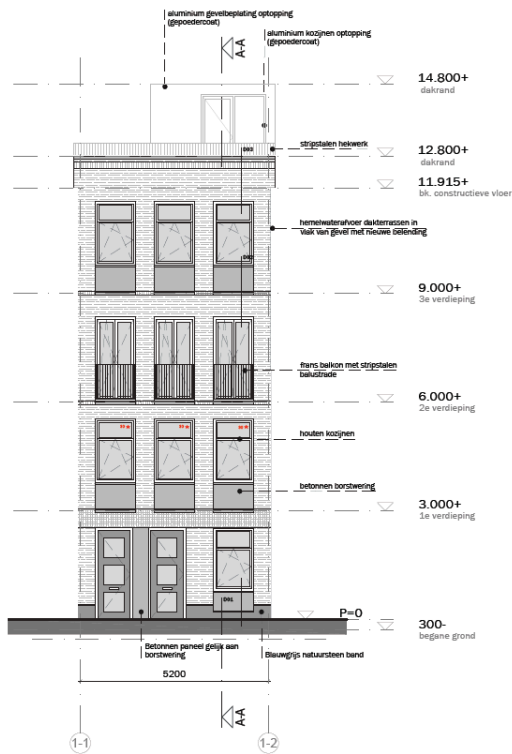 aluminium gevelbeplating optopping
(gepoedercoat)
A-A
aluminium kozijnen optopping
(gepoedercoat)
14.800+
dakrand
D03
stripstalen hekwerk
12.800+
dakrand
11.915+
bk. constructieve vloer
hemelwaterafvoer dakterrassen in
vlak van gevel met nieuwe belending
D02
9.000+
3e verdieping
frans balkon met stripstalen
balustrade
6.000+
2e verdieping
houten kozijnen
betonnen borstwering
3.000+
1e verdieping
D01
P=0
300-
begane grond
Betonnen paneel gelijk aan
borstwering
Blauwgrijs natuursteen band
5200
A-A
1-1
1-2